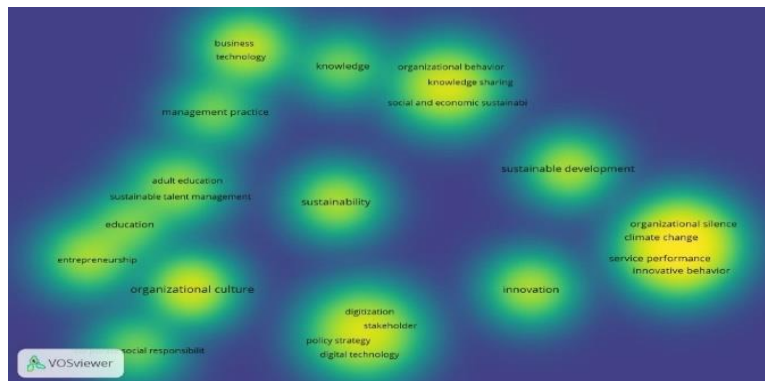 business
technology
knowledge
organizational behavior
knowledge sharing
social and economic sustainabi
management practice
sustainable development
adult education
sustainable talent management
sustainability
education
organizational silence
climate change
entrepreneurship
service performance
innovative behavior
organizational culture
innovation
digitization
stakeholder
policy strategy
digital technology
social responsibilit
VOSviewer